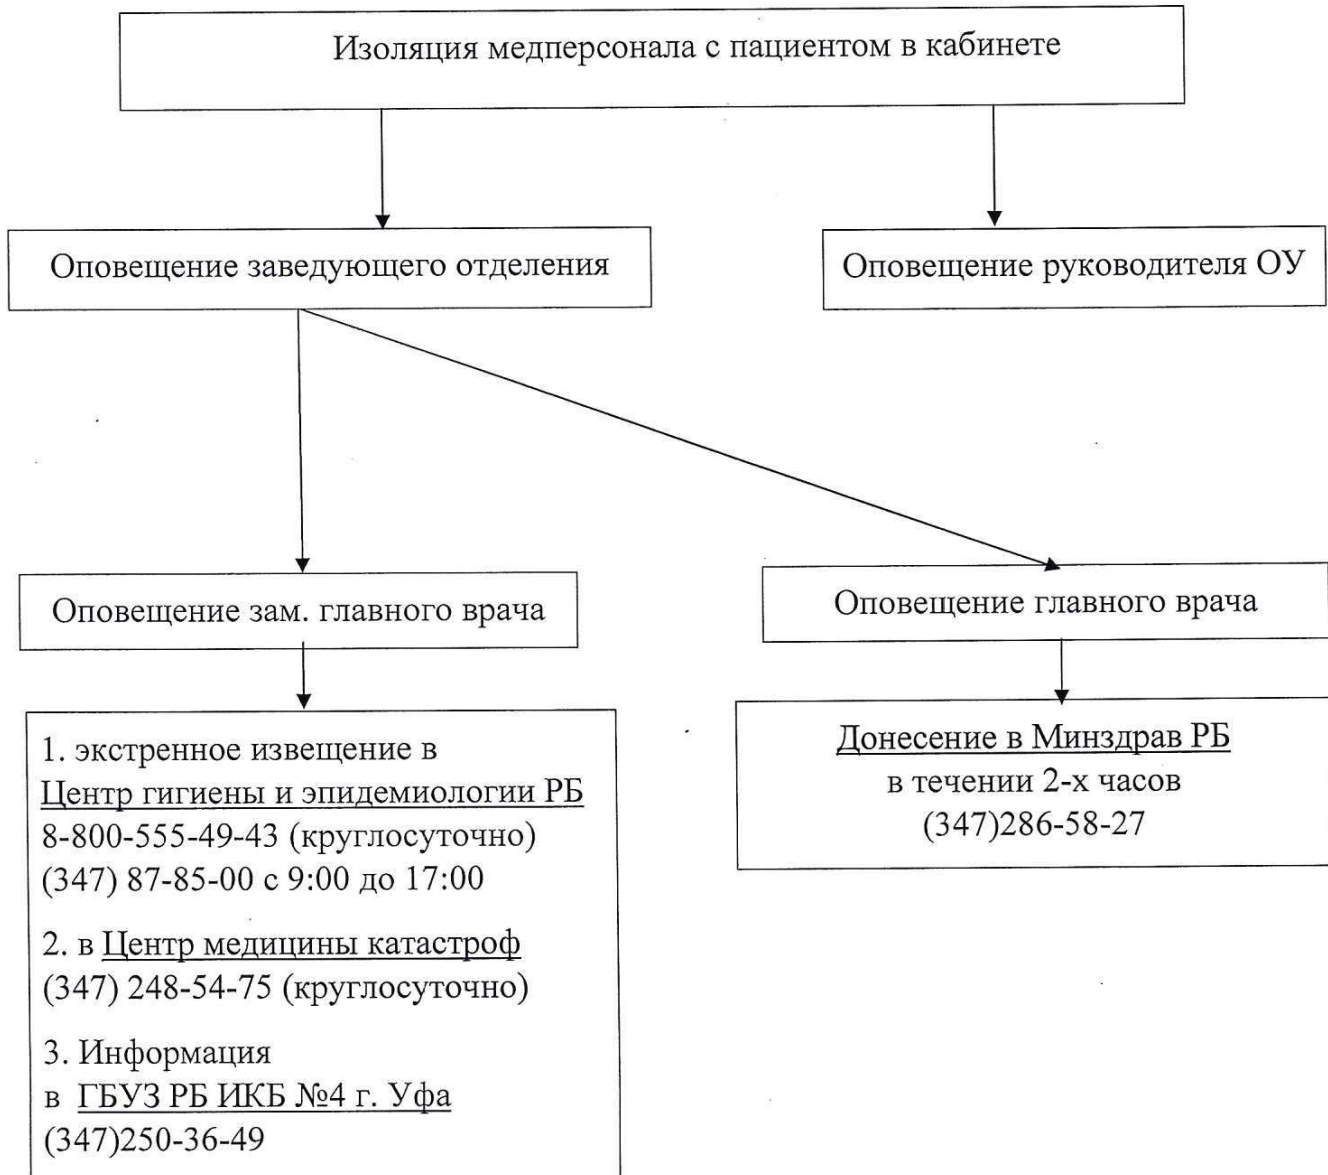 Изоляция медперсонала с пациентом в кабинете
Оповещение заведующего отделения
Оповещение руководителя ОУ
Оповещение зам. главного врача
Оповещение главного врача
1. экстренное извещение в
Центр гигиены и эпидемиологии РБ
8-800-555-49-43 (круглосуточно)
(347) 87-85-00 с 9:00 до 17:00
2. в Центр медицины катастроф
(347) 248-54-75 (круглосуточно)
3. Информация
в ГБУЗ РБ ИКБ №4 г. Уфа
(347)250-36-49
Донесение в Минздрав РБ
в течении 2-х часов
(347)286-58-27